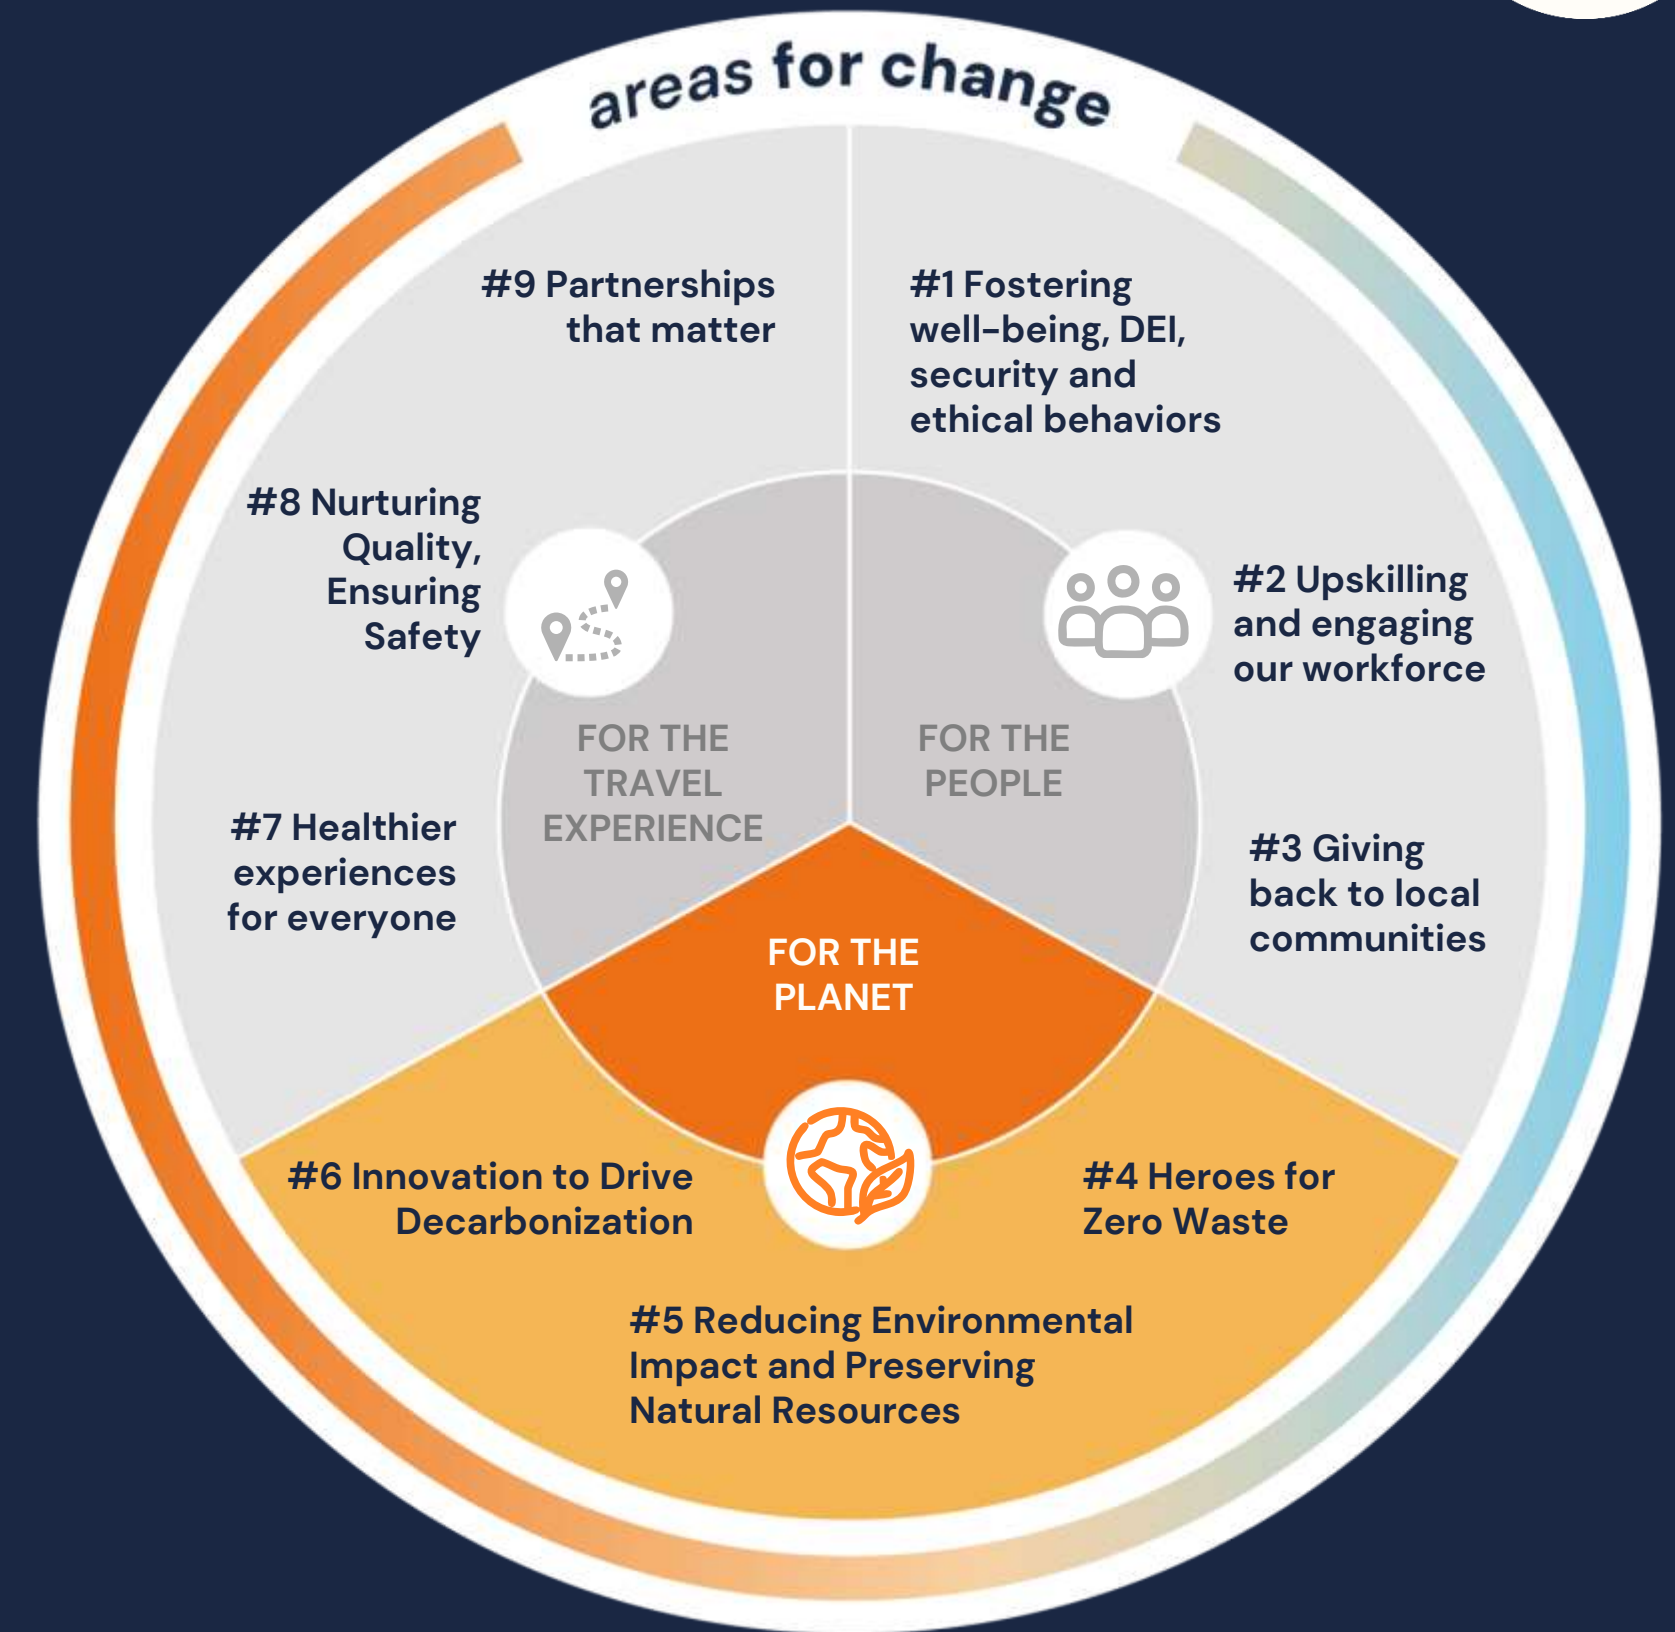 areas for change
#1 Fostering
well-being, DEI,
security and
ethical behaviors
#2 Upskilling
and engaging
our workforce
#3 Giving
back to local
communities
#4 Heroes for
Zero Waste
#5 Reducing Environmental
Impact and Preserving
Natural Resources
#6 Innovation to Drive
Decarbonization
#7 Healthier
experiences
for everyone
#8 Nurturing
Quality,
Ensuring
Safety
#9 Partnerships
that matter
FOR THE
TRAVEL
EXPERIENCE
FOR THE
PEOPLE
FOR THE
PLANET